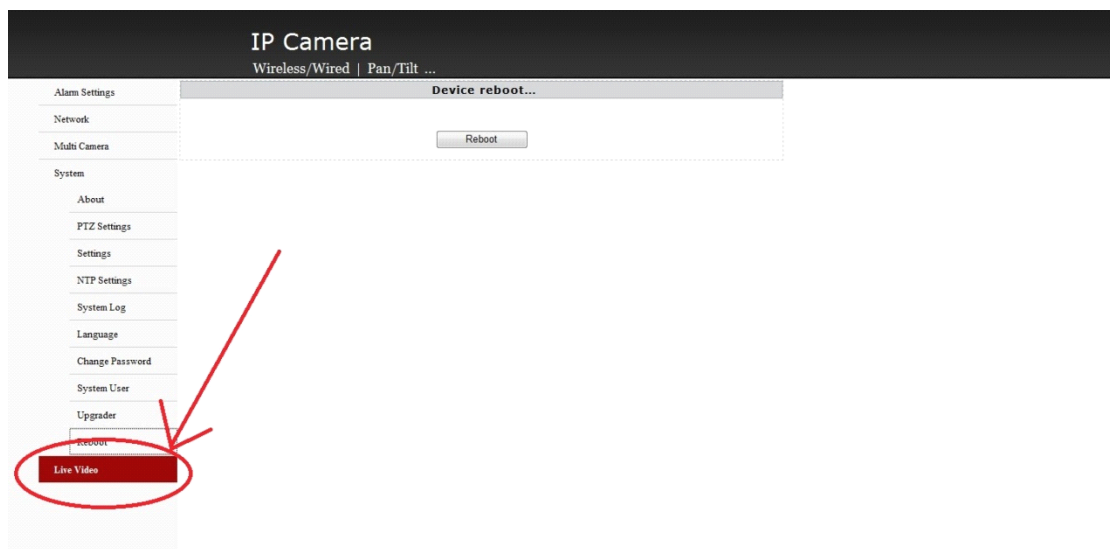 IP Camera
Wireless/Wired | Pan/Tilt ...
Alarm Settings
Device reboot...
Network
Reboot
Multi Camera
System
About
PTZ Settings
Settings
NTP Settings
System Log
Language
Change Password
System User
Upgrader
Reboot
Live Video